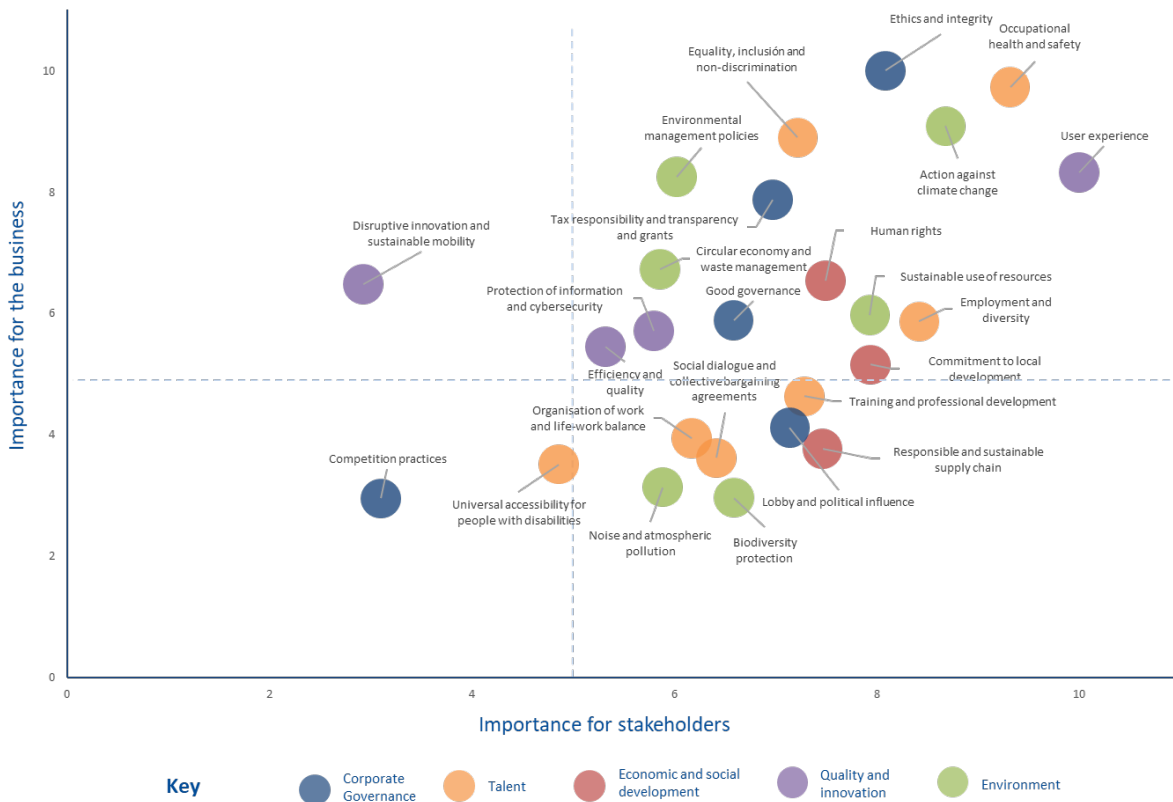 Ethics and integrity
Occupational
health and safety
Equality, inclusión and
non-discrimination
10
Environmental
management policies
User experience
Action against
climate change
8
Importance for the business
Disruptive innovation and
sustainable mobility
Tax responsibility and transparency
and grants
Human rights
Circular economy and
waste management
Sustainable use of resources
Protection of information
and cybersecurity
Good governance
Employment and
diversity
6
Efficiency and
quality
Social dialogue and
collective bargaining
agreements
Commitment to local
development
Training and professional development
Organisation of work
and life-work balance
4
Competition practices
Responsible and sustainable
supply chain
Universal accessibility for
people with disabilities
Lobby and political influence
Noise and atmospheric
pollution
Biodiversity
protection
2
0
0
2
4
6
8
10
Importance for stakeholders
Key
Corporate
Governance
Talent
Economic and social
development
Quality and
innovation
Environment